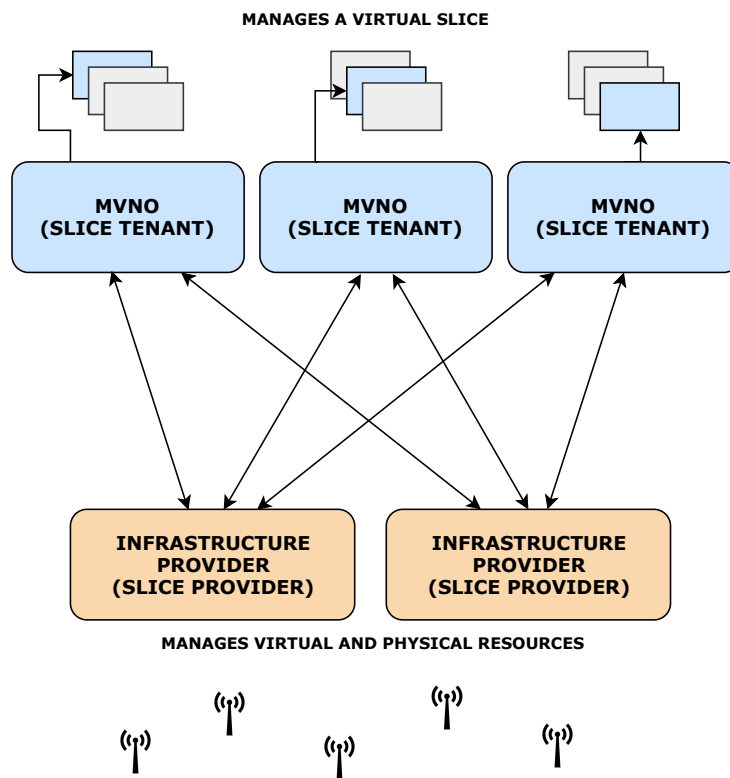 MANAGES A VIRTUAL SLICE
MVNO
(SLICE TENANT)
MVNO
(SLICE TENANT)
MVNO
(SLICE TENANT)
INFRASTRUCTURE
PROVIDER
(SLICE PROVIDER)
INFRASTRUCTURE
PROVIDER
(SLICE PROVIDER)
MANAGES VIRTUAL AND PHYSICAL RESOURCES